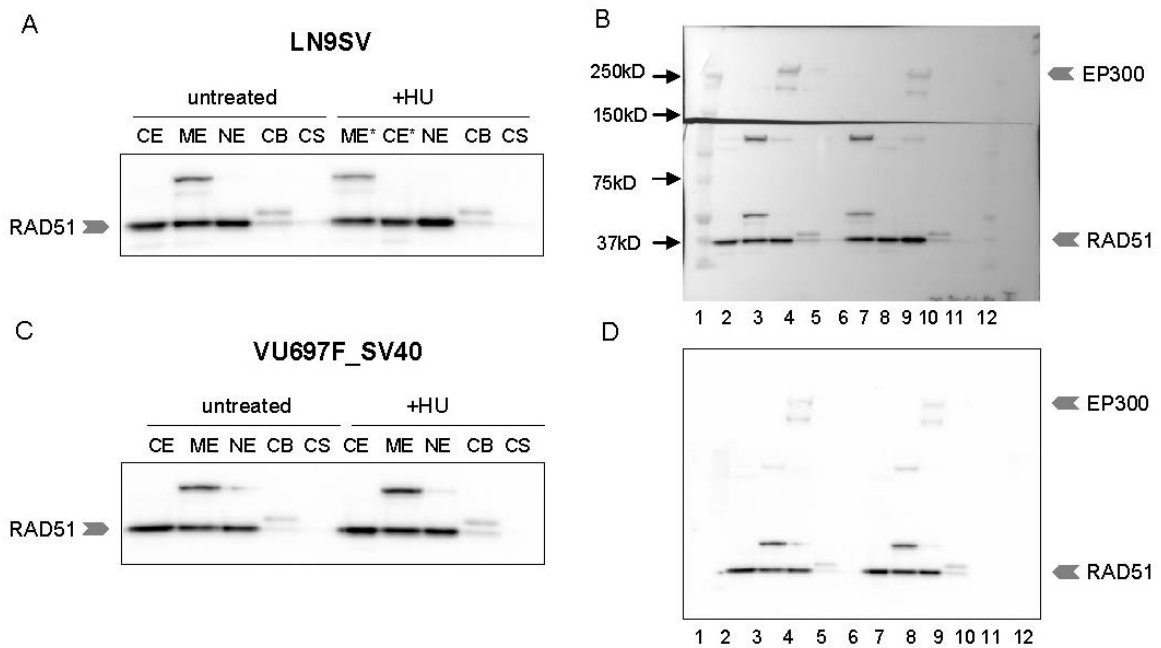 A
LN9SV
untreated +HU
CE ME NE CB CS ME* CE* NE CB CS
RAD51
B
250kD
150kD
75kD
37kD
EP300
RAD51
1 2 3 4 5 6 7 8 9 10 11 12
C
VU697F_SV40
untreated +HU
CE ME NE CB CS CE ME NE CB CS
RAD51
D
EP300
RAD51
1 2 3 4 5 6 7 8 9 10 11 12